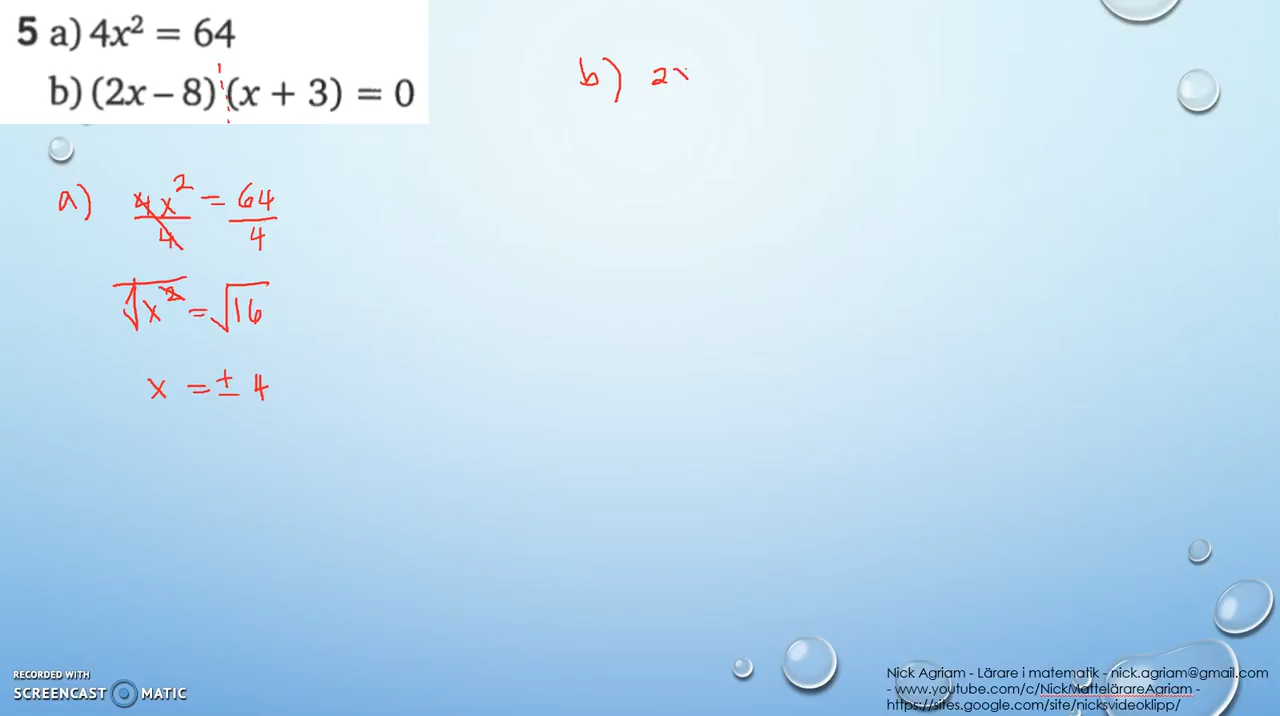 5 a) 4x² = 64
b) (2x – 8) (x + 3) = 0
b) 2x
a) 4x² = 64
4 4
√x² = √16
x = ± 4
RECORDED WITH
SCREENCAST MATIC
Nick Agriam - Lärare i matematik - nick.agriam@gmail.com
- www.youtube.com/c/NickMattelärareAgriam -
https://sites.google.com/site/nicksvideoklipp/